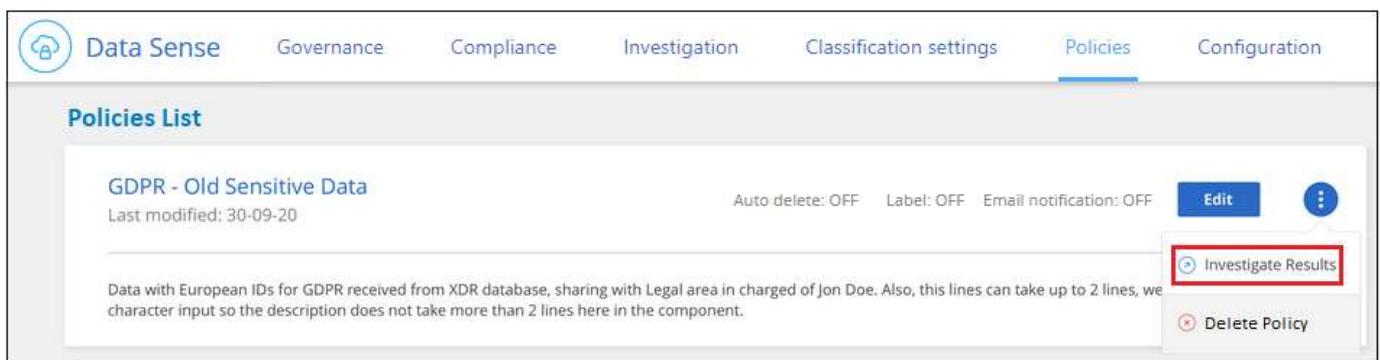 Data Sense Governance Compliance Investigation Classification settings Policies Configuration
Policies List
GDPR - Old Sensitive Data
Last modified: 30-09-20
Auto delete: OFF Label: OFF Email notification: OFF Edit
Investigate Results
Data with European IDs for GDPR received from XDR database, sharing with Legal area in charged of Jon Doe. Also, this lines can take up to 2 lines, we
character input so the description does not take more than 2 lines here in the component.
Delete Policy